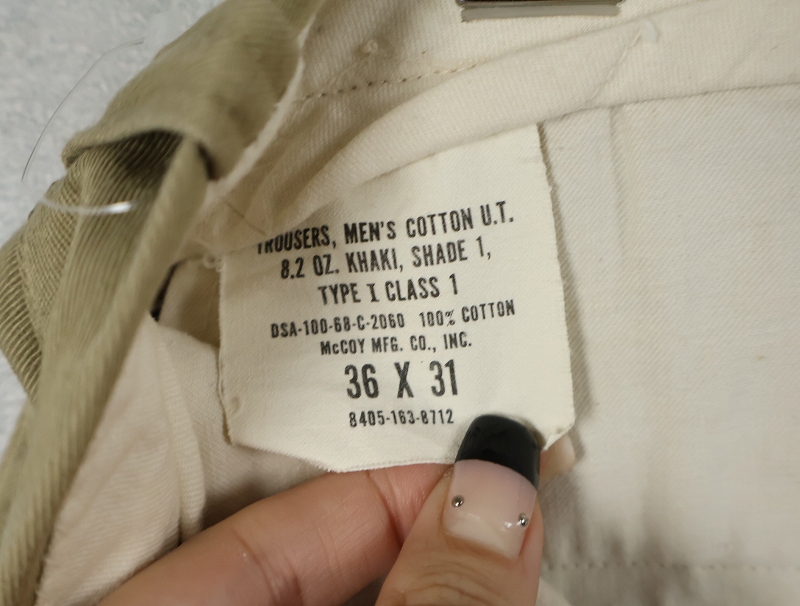 TROUSERS, MEN'S COTTON U.T.
8.2 OZ. KHAKI, SHADE 1,
TYPE I CLASS 1
DSA-100-68-C-2060 100% COTTON
McCOY MFG. CO., INC.
36 X 31
8405-163-8712